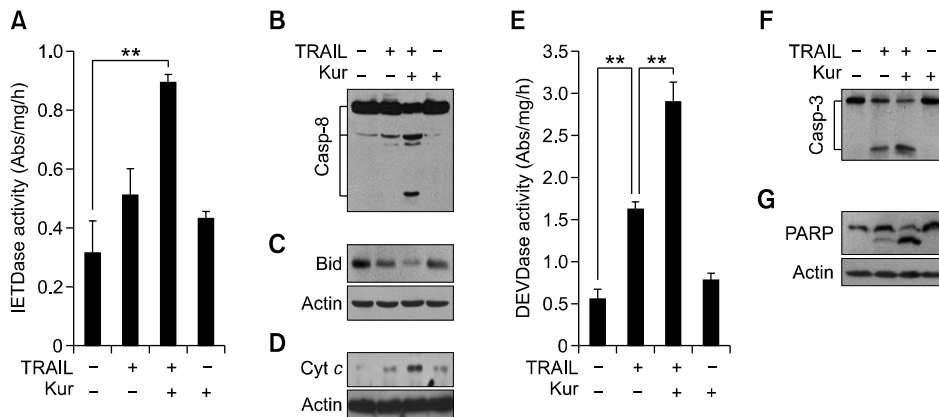 A
IETDase activity (Abs/mg/h)
1.0
0.8
0.6
0.4
0.2
0
**
TRAIL − + + −
Kur − − + +
B
TRAIL − + + −
Kur − − + +
Casp-8
C
Bid
Actin
D
Cyt c
Actin
E
DEVDase activity (Abs/mg/h)
3.5
3.0
2.5
2.0
1.5
1.0
0.5
0.0
** **
TRAIL − + + −
Kur − − + +
F
TRAIL − + + −
Kur − − + +
Casp-3
G
PARP
Actin